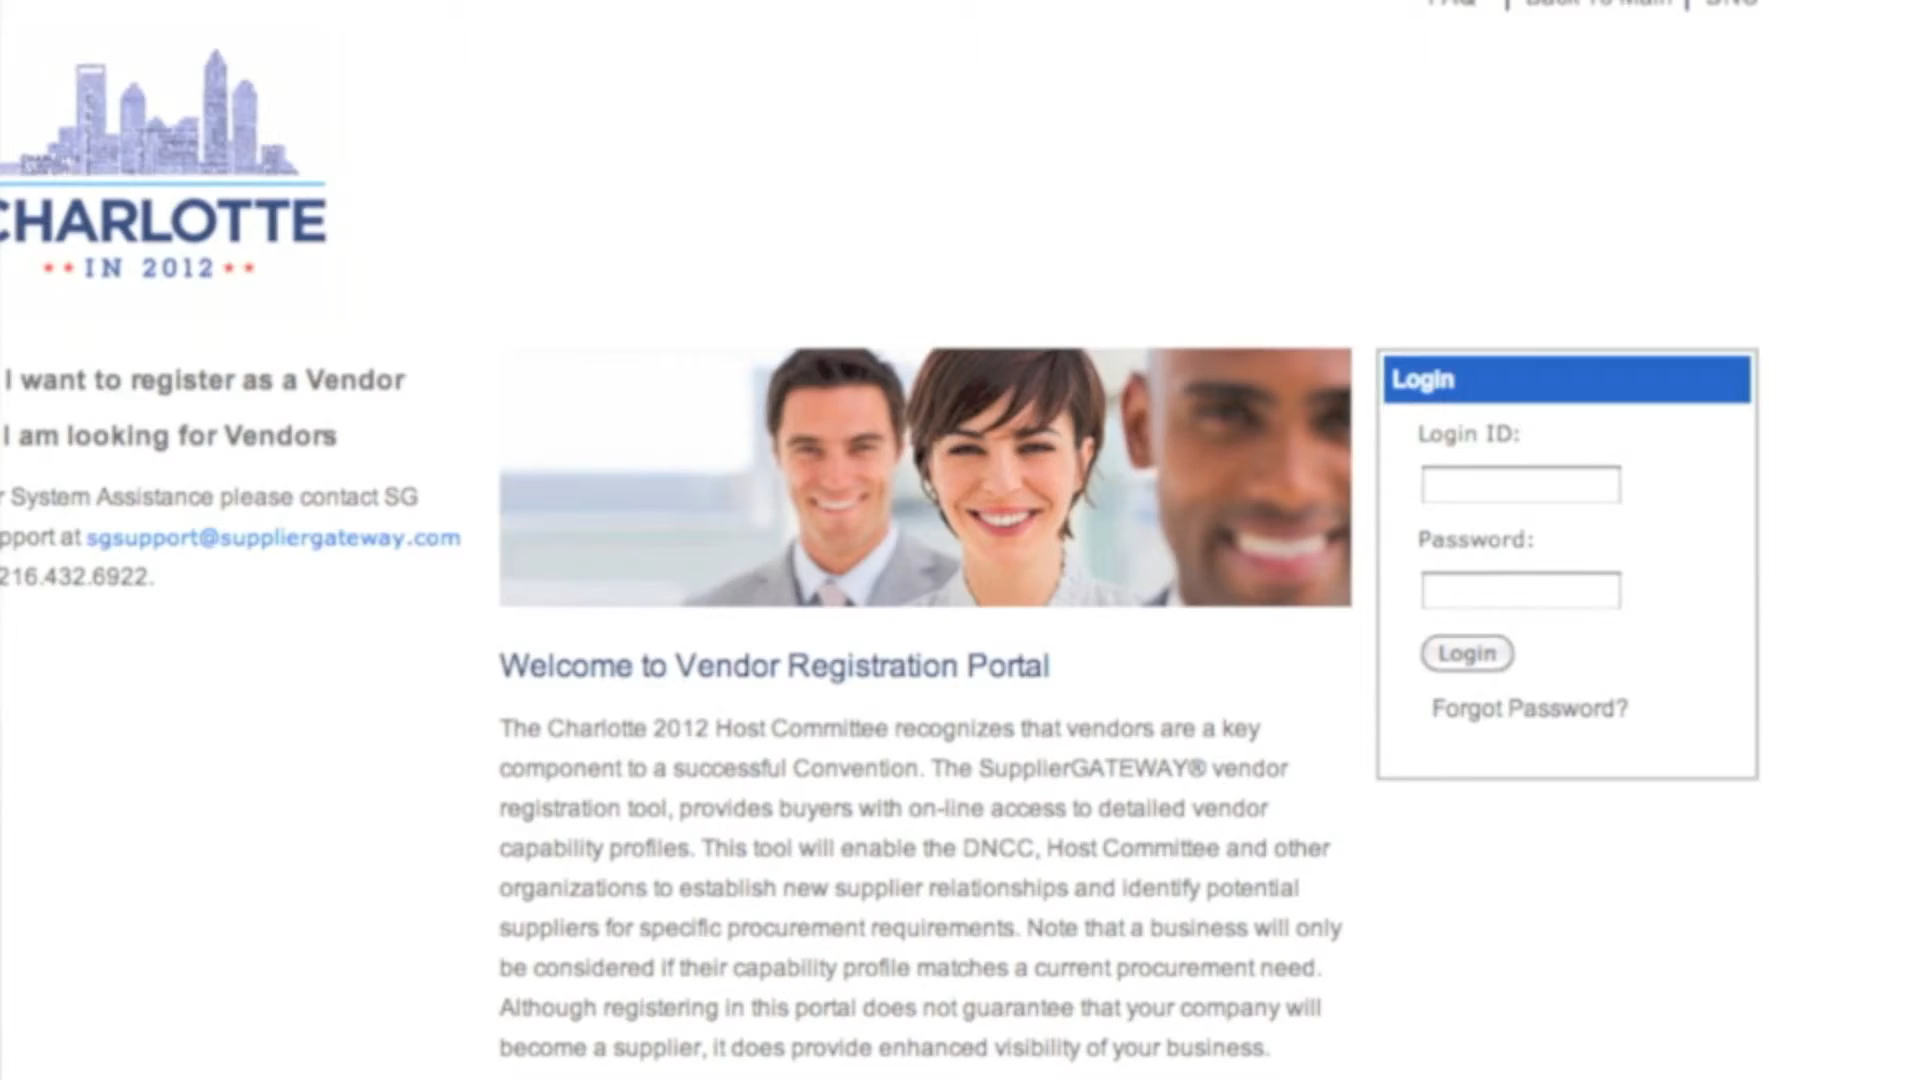 FAQ | Back To Main | DNC
CHARLOTTE
IN 2012
I want to register as a Vendor
I am looking for Vendors
r System Assistance please contact SG
pport at sgsupport@suppliergateway.com
216.432.6922.
Login
Login ID:
Password:
Login
Forgot Password?
Welcome to Vendor Registration Portal
The Charlotte 2012 Host Committee recognizes that vendors are a key
component to a successful Convention. The SupplierGATEWAY® vendor
registration tool, provides buyers with on-line access to detailed vendor
capability profiles. This tool will enable the DNCC, Host Committee and other
organizations to establish new supplier relationships and identify potential
suppliers for specific procurement requirements. Note that a business will only
be considered if their capability profile matches a current procurement need.
Although registering in this portal does not guarantee that your company will
become a supplier, it does provide enhanced visibility of your business.